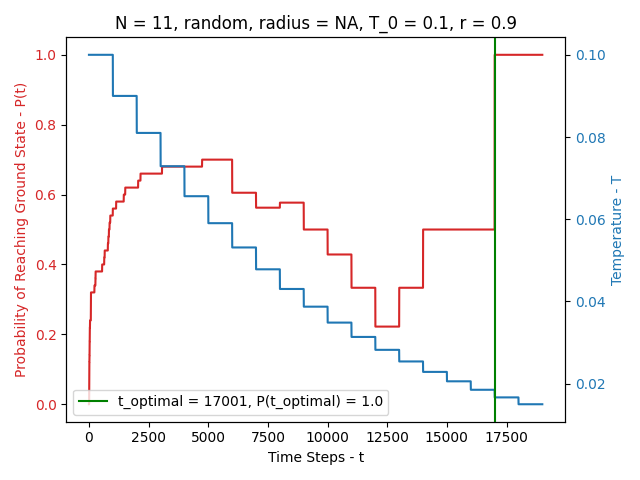 N = 11, random, radius = NA, T_0 = 0.1, r = 0.9
Probability of Reaching Ground State - P(t)
1.0
0.8
0.6
0.4
0.2
0.0
0.10
0.08
0.06
0.04
0.02
Temperature - T
t_optimal = 17001, P(t_optimal) = 1.0
0 2500 5000 7500 10000 12500 15000 17500
Time Steps - t